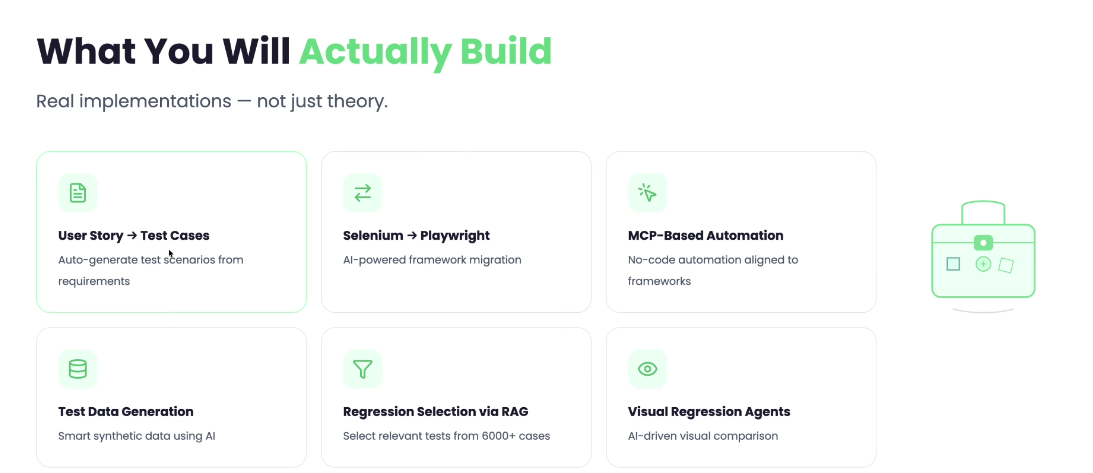 What You Will Actually Build
Real implementations — not just theory.
User Story → Test Cases
Auto-generate test scenarios from
requirements
Selenium → Playwright
AI-powered framework migration
MCP-Based Automation
No-code automation aligned to
frameworks
Test Data Generation
Smart synthetic data using AI
Regression Selection via RAG
Select relevant tests from 6000+ cases
Visual Regression Agents
AI-driven visual comparison